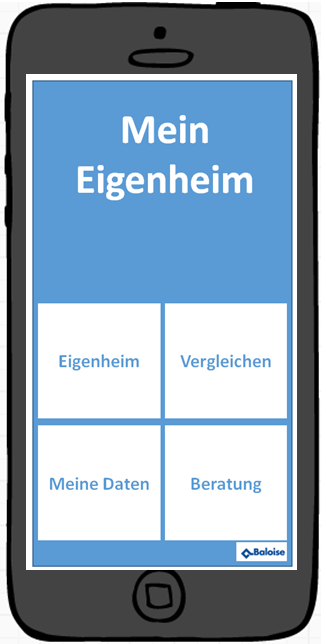 Mein
Eigenheim
Eigenheim
Vergleichen
Meine Daten
Beratung
Baloise